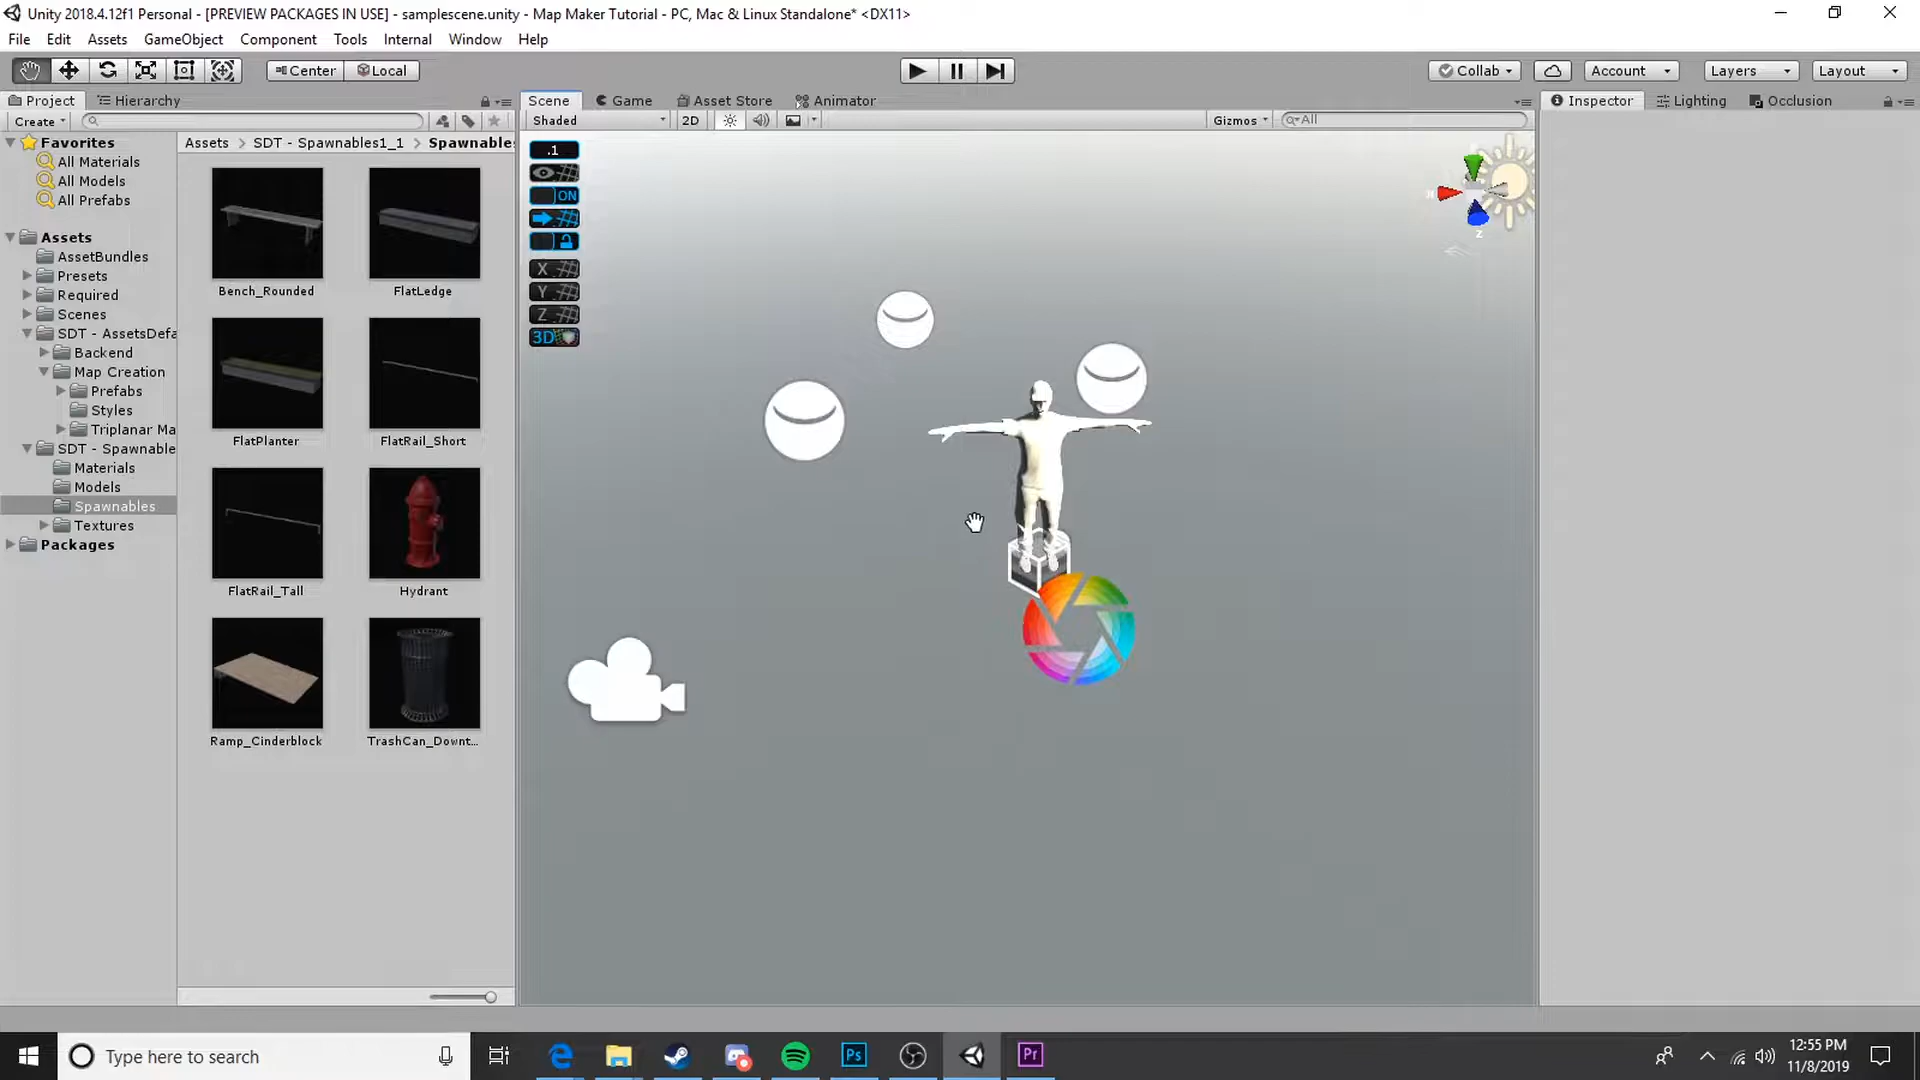 Unity 2018.4.12f1 Personal - [PREVIEW PACKAGES IN USE] - samplescene.unity - Map Maker Tutorial - PC, Mac & Linux Standalone* <DX11>
File Edit Assets GameObject Component Tools Internal Window Help
Center Local Collab Account Layers Layout
Project Hierarchy Scene Game Asset Store Animator Inspector Lighting Occlusion
Create Shaded 2D Gizmos All
Favorites
All Materials
All Models
All Prefabs
Assets
AssetBundles
Presets
Required
Scenes
SDT - AssetsDefa
Backend
Map Creation
Prefabs
Styles
Triplanar Ma
SDT - Spawnable
Materials
Models
Spawnables
Textures
Packages
Assets > SDT - Spawnables1_1 > Spawnables
Bench_Rounded FlatLedge
FlatPlanter FlatRail_Short
FlatRail_Tall Hydrant
Ramp_Cinderblock TrashCan_Downt...
.1
ON
X
Y
Z
3D
z
Type here to search
Ps
Pr
12:55 PM
11/8/2019